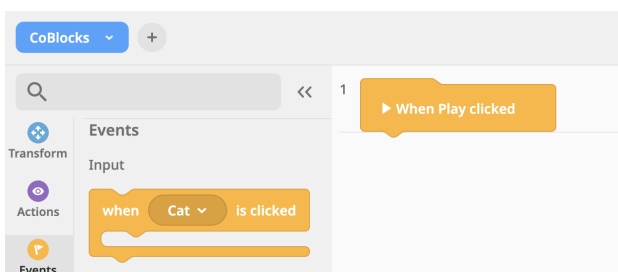 CoBlocks
+
1
When Play clicked
Events
Transform
Input
Actions
when Cat is clicked
Events